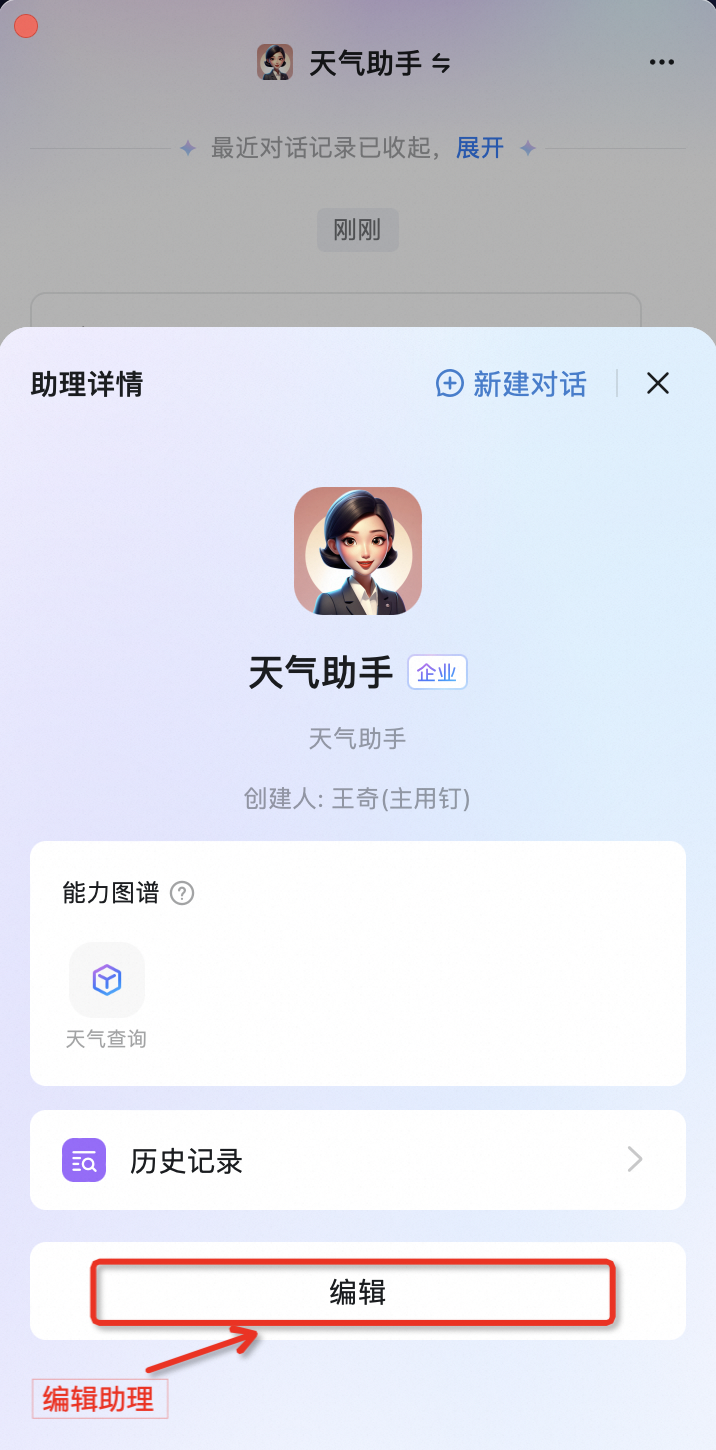 天气助手
最近对话记录已收起，展开
刚刚
助理详情
新建对话
天气助手 企业
天气助手
创建人: 王奇(主用钉)
能力图谱 ?
天气查询
历史记录
编辑
编辑助理